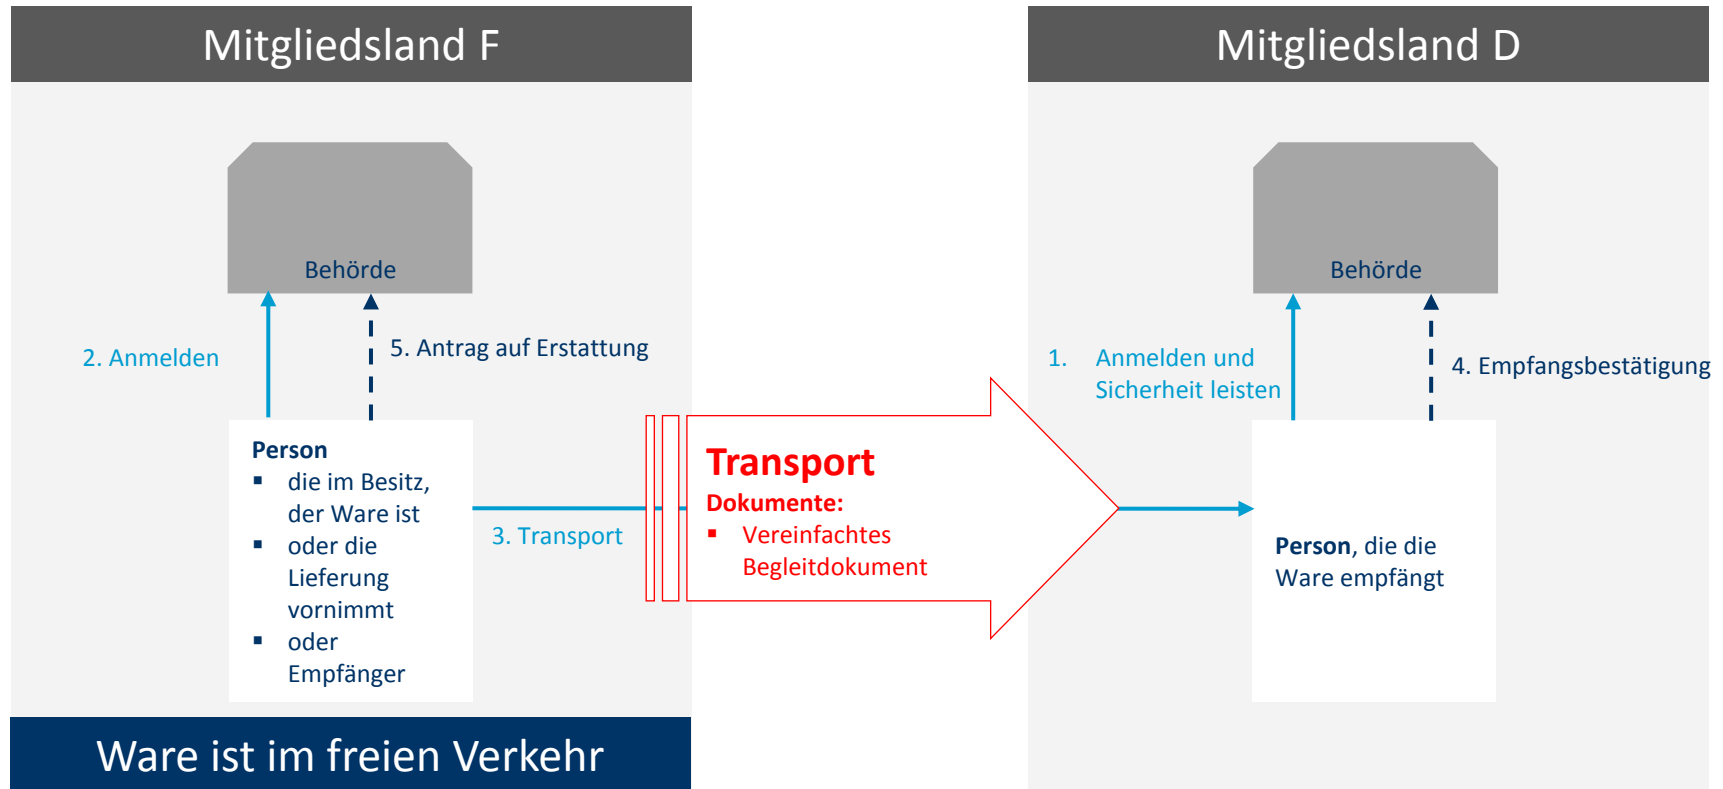 Mitgliedsland F
Behörde
2. Anmelden
5. Antrag auf Erstattung
Person
▪ die im Besitz,
der Ware ist
▪ oder die
Lieferung
vornimmt
▪ oder
Empfänger
3. Transport
Ware ist im freien Verkehr
Transport
Dokumente:
▪ Vereinfachtes
Begleitdokument
Mitgliedsland D
Behörde
1. Anmelden und
Sicherheit leisten
4. Empfangsbestätigung
Person, die die
Ware empfängt